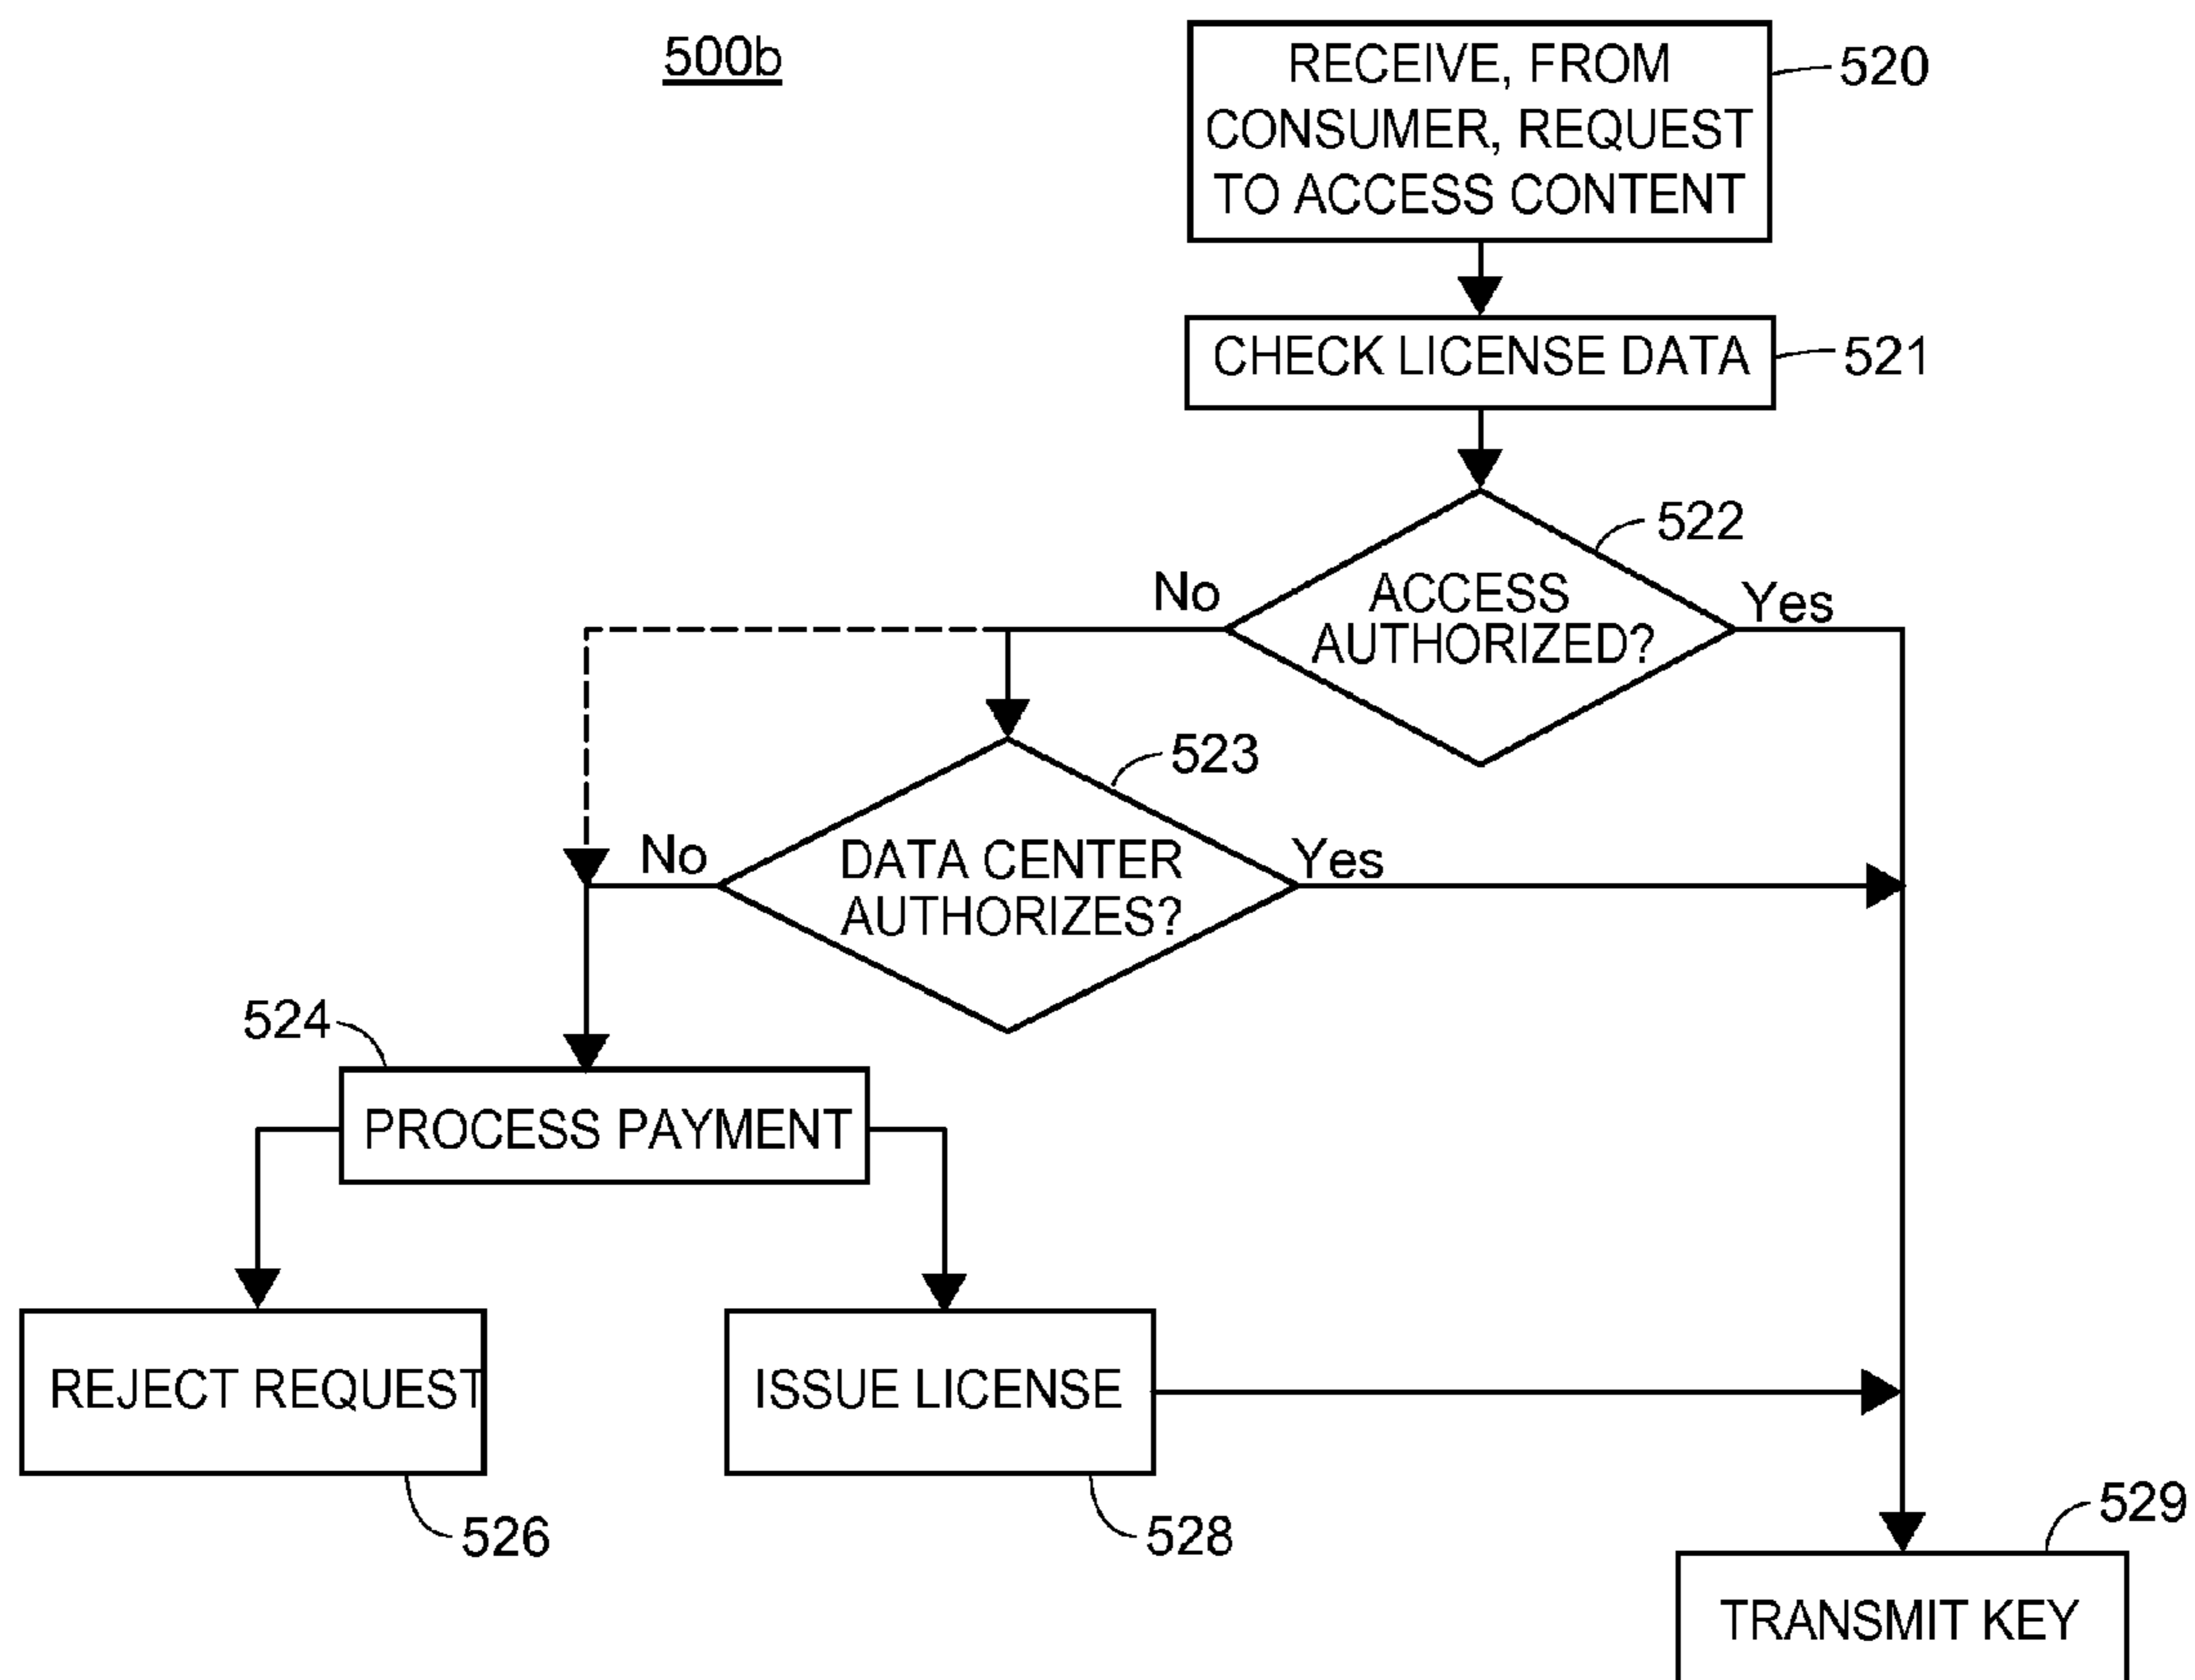 500b
RECEIVE, FROM
CONSUMER, REQUEST
TO ACCESS CONTENT
520
CHECK LICENSE DATA
521
522
No
ACCESS
AUTHORIZED?
Yes
523
No
DATA CENTER
AUTHORIZES?
Yes
524
PROCESS PAYMENT
REJECT REQUEST
ISSUE LICENSE
526
528
529
TRANSMIT KEY